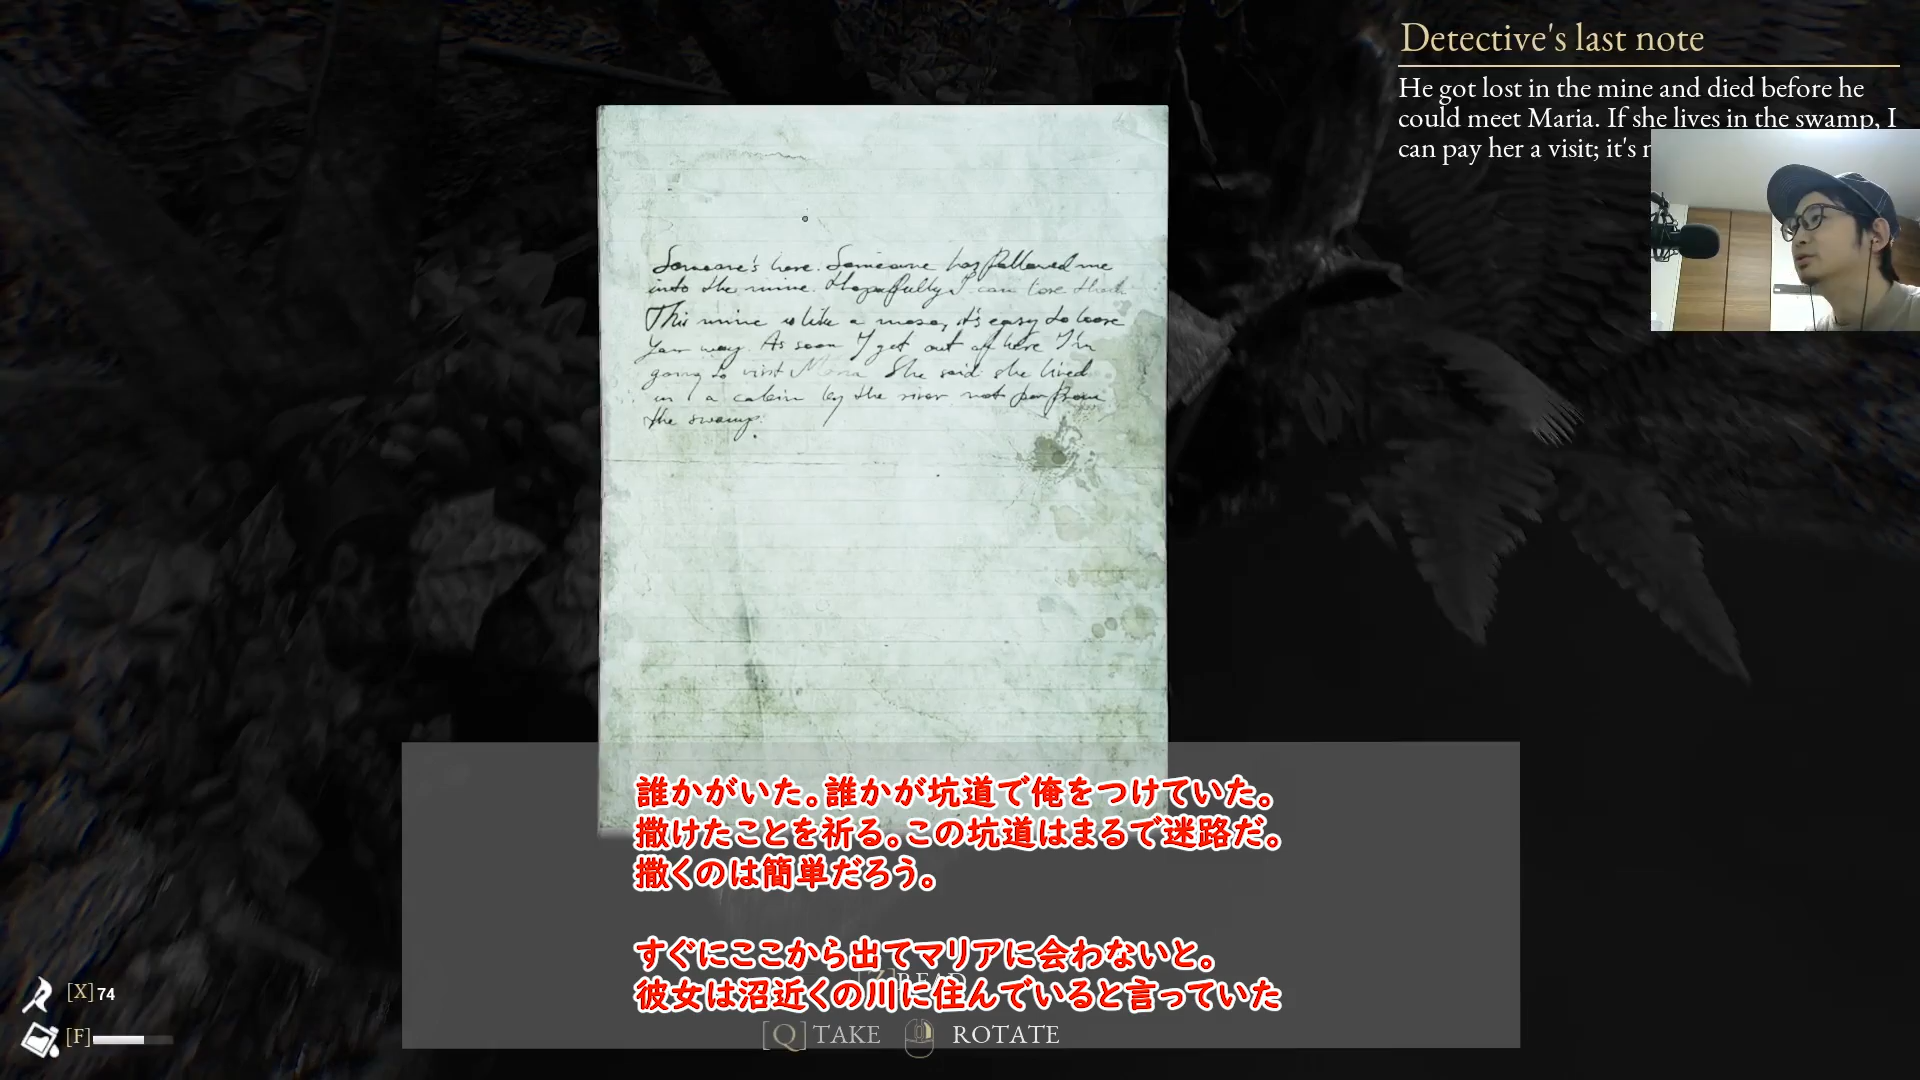 Detective's last note
He got lost in the mine and died before he
could meet Maria. If she lives in the swamp, I
can pay her a visit; it's
Someone's here. Someone has followed me
into the mine. Hopefully I can lose them
This mine is like a maze, it's easy to loose
your way. As soon I get out of here I'm
going to visit Maria She said she lived
in a cabin by the river not far from
the swamp.
誰かがいた。誰かが坑道で俺をつけていた。
撒けたことを祈る。この坑道はまるで迷路だ。
撒くのは簡単だろう。
すぐにここから出てマリアに会わないと。
彼女は沼近くの川に住んでいると言っていた
[Z] READ
[Q] TAKE ROTATE
[X] 74
[F]